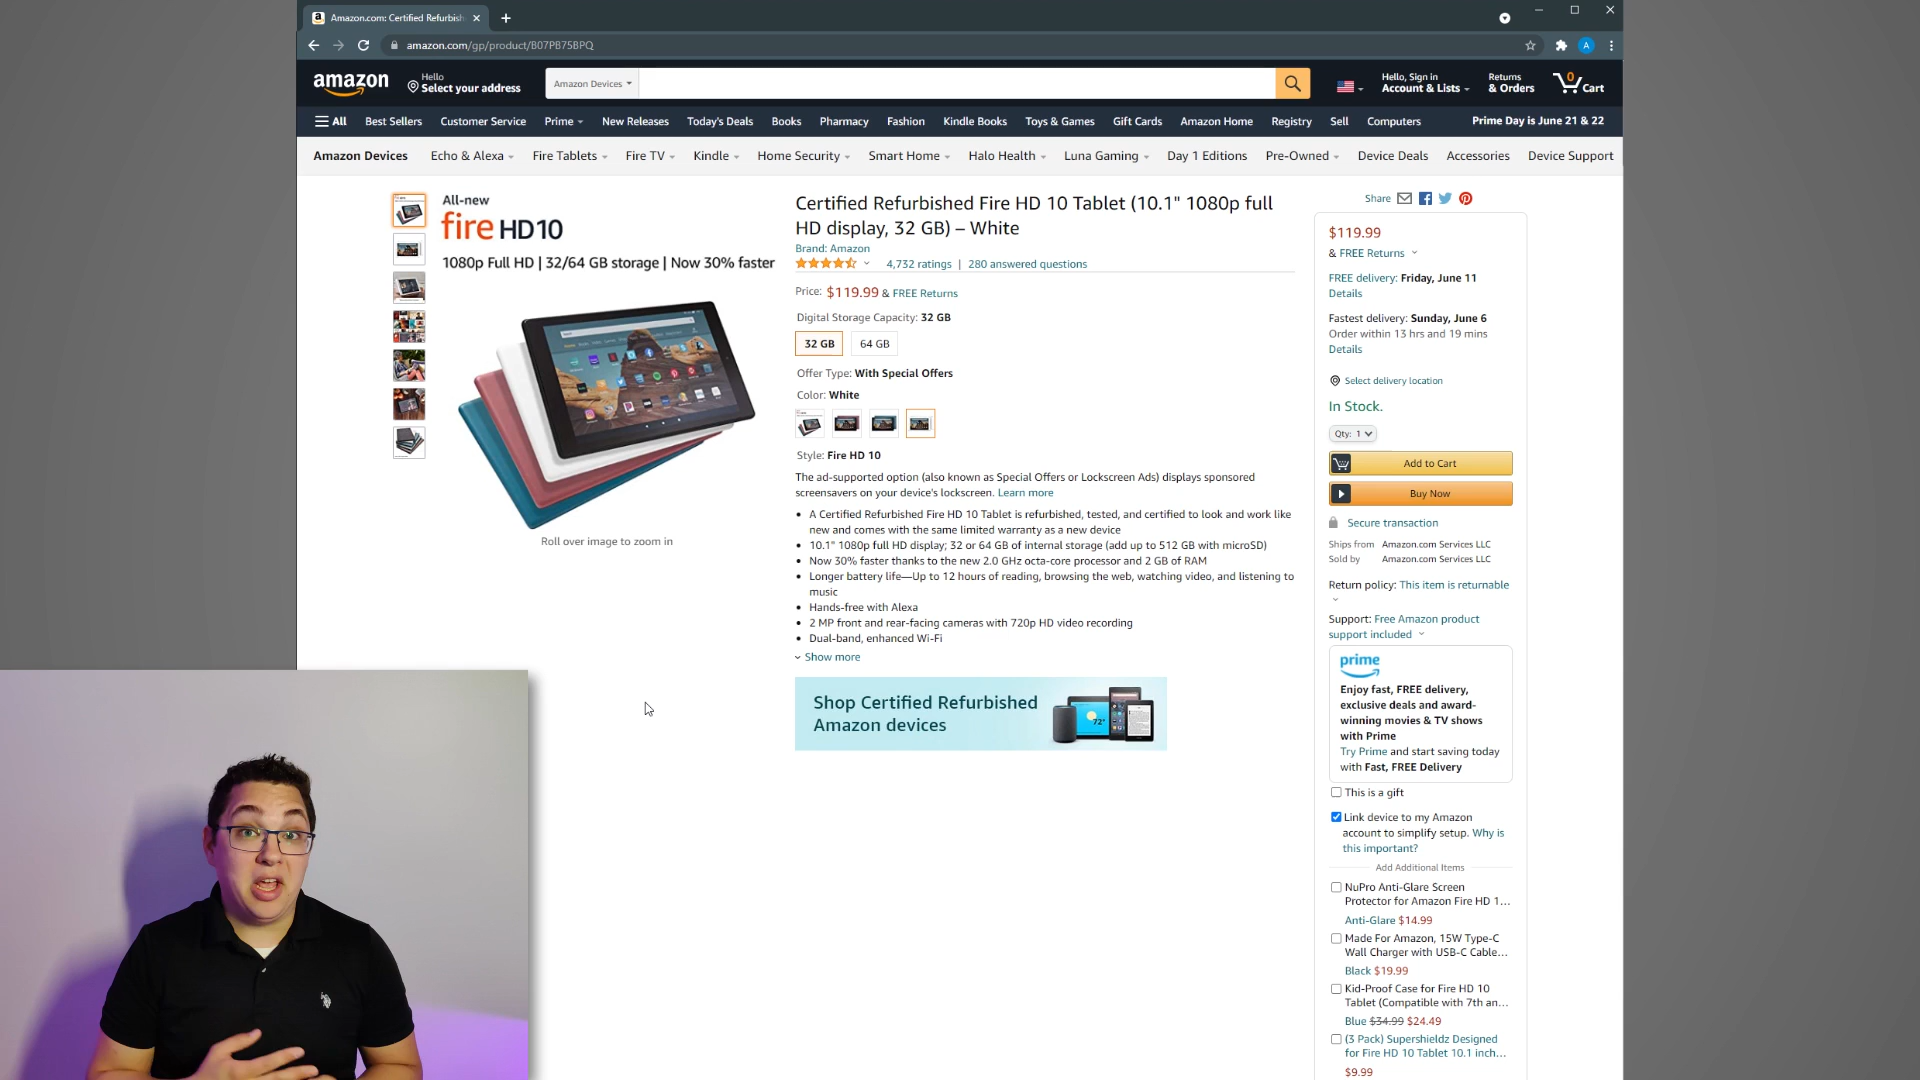 Amazon.com: Certified Refurbish
amazon.com/gp/product/B07PB75BPQ
A
amazon
Hello
Select your address
Amazon Devices
Hello, Sign in
Account & Lists
Returns
& Orders
0
Cart
All
Best Sellers
Customer Service
Prime
New Releases
Today's Deals
Books
Pharmacy
Fashion
Kindle Books
Toys & Games
Gift Cards
Amazon Home
Registry
Sell
Computers
Prime Day is June 21 & 22
Amazon Devices
Echo & Alexa
Fire Tablets
Fire TV
Kindle
Home Security
Smart Home
Halo Health
Luna Gaming
Day 1 Editions
Pre-Owned
Device Deals
Accessories
Device Support
All-new
fire HD10
1080p Full HD | 32/64 GB storage | Now 30% faster
Roll over image to zoom in
Certified Refurbished Fire HD 10 Tablet (10.1" 1080p full
HD display, 32 GB) – White
Brand: Amazon
4,732 ratings | 280 answered questions
Price: $119.99 & FREE Returns
Digital Storage Capacity: 32 GB
32 GB
64 GB
Offer Type: With Special Offers
Color: White
Style: Fire HD 10
The ad-supported option (also known as Special Offers or Lockscreen Ads) displays sponsored
screensavers on your device's lockscreen. Learn more
• A Certified Refurbished Fire HD 10 Tablet is refurbished, tested, and certified to look and work like
new and comes with the same limited warranty as a new device
• 10.1" 1080p full HD display; 32 or 64 GB of internal storage (add up to 512 GB with microSD)
• Now 30% faster thanks to the new 2.0 GHz octa-core processor and 2 GB of RAM
• Longer battery life—Up to 12 hours of reading, browsing the web, watching video, and listening to
music
• Hands-free with Alexa
• 2 MP front and rear-facing cameras with 720p HD video recording
• Dual-band, enhanced Wi-Fi
Show more
Shop Certified Refurbished
Amazon devices
72°
Share
$119.99
& FREE Returns
FREE delivery: Friday, June 11
Details
Fastest delivery: Sunday, June 6
Order within 13 hrs and 19 mins
Details
Select delivery location
In Stock.
Qty: 1
Add to Cart
Buy Now
Secure transaction
Ships from Amazon.com Services LLC
Sold by Amazon.com Services LLC
Return policy: This item is returnable
Support: Free Amazon product
support included
prime
Enjoy fast, FREE delivery,
exclusive deals and award-
winning movies & TV shows
with Prime
Try Prime and start saving today
with Fast, FREE Delivery
This is a gift
Link device to my Amazon
account to simplify setup. Why is
this important?
Add Additional Items
NuPro Anti-Glare Screen
Protector for Amazon Fire HD 1...
Anti-Glare $14.99
Made For Amazon, 15W Type-C
Wall Charger with USB-C Cable...
Black $19.99
Kid-Proof Case for Fire HD 10
Tablet (Compatible with 7th an...
Blue $34.99 $24.49
(3 Pack) Supershieldz Designed
for Fire HD 10 Tablet 10.1 inch...
$9.99